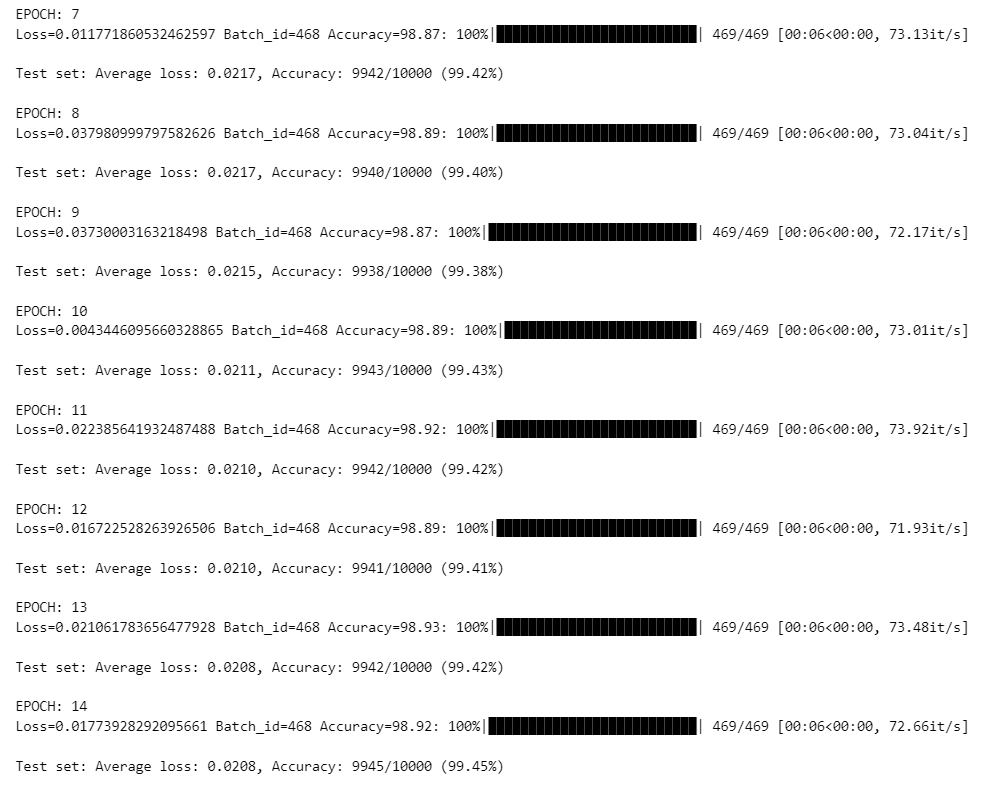 EPOCH: 7
Loss=0.011771860532462597 Batch_id=468 Accuracy=98.87: 100%|██████████| 469/469 [00:06<00:00, 73.13it/s]
Test set: Average loss: 0.0217, Accuracy: 9942/10000 (99.42%)
EPOCH: 8
Loss=0.037980999797582626 Batch_id=468 Accuracy=98.89: 100%|██████████| 469/469 [00:06<00:00, 73.04it/s]
Test set: Average loss: 0.0217, Accuracy: 9940/10000 (99.40%)
EPOCH: 9
Loss=0.03730003163218498 Batch_id=468 Accuracy=98.87: 100%|██████████| 469/469 [00:06<00:00, 72.17it/s]
Test set: Average loss: 0.0215, Accuracy: 9938/10000 (99.38%)
EPOCH: 10
Loss=0.0043446095660328865 Batch_id=468 Accuracy=98.89: 100%|██████████| 469/469 [00:06<00:00, 73.01it/s]
Test set: Average loss: 0.0211, Accuracy: 9943/10000 (99.43%)
EPOCH: 11
Loss=0.022385641932487488 Batch_id=468 Accuracy=98.92: 100%|██████████| 469/469 [00:06<00:00, 73.92it/s]
Test set: Average loss: 0.0210, Accuracy: 9942/10000 (99.42%)
EPOCH: 12
Loss=0.016722528263926506 Batch_id=468 Accuracy=98.89: 100%|██████████| 469/469 [00:06<00:00, 71.93it/s]
Test set: Average loss: 0.0210, Accuracy: 9941/10000 (99.41%)
EPOCH: 13
Loss=0.021061783656477928 Batch_id=468 Accuracy=98.93: 100%|██████████| 469/469 [00:06<00:00, 73.48it/s]
Test set: Average loss: 0.0208, Accuracy: 9942/10000 (99.42%)
EPOCH: 14
Loss=0.01773928292095661 Batch_id=468 Accuracy=98.92: 100%|██████████| 469/469 [00:06<00:00, 72.66it/s]
Test set: Average loss: 0.0208, Accuracy: 9945/10000 (99.45%)